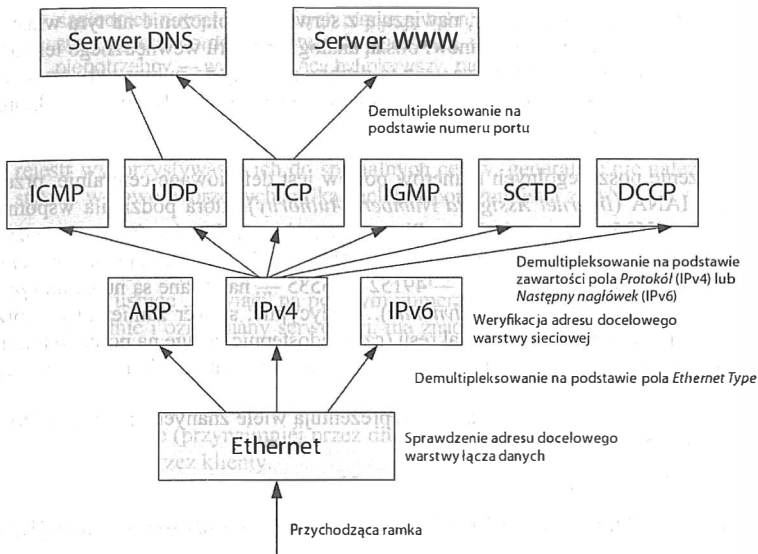 Serwer DNS
Serwer WWW
Demultipleksowanie na
podstawie numeru portu
ICMP
UDP
TCP
IGMP
SCTP
DCCP
Demultipleksowanie na podstawie
zawartości pola Protokół (IPv4) lub
Następny nagłówek (IPv6)
ARP
IPv4
IPv6
Weryfikacja adresu docelowego
warstwy sieciowej
Demultipleksowanie na podstawie pola Ethernet Type
Ethernet
Sprawdzenie adresu docelowego
warstwy łącza danych
Przychodząca ramka